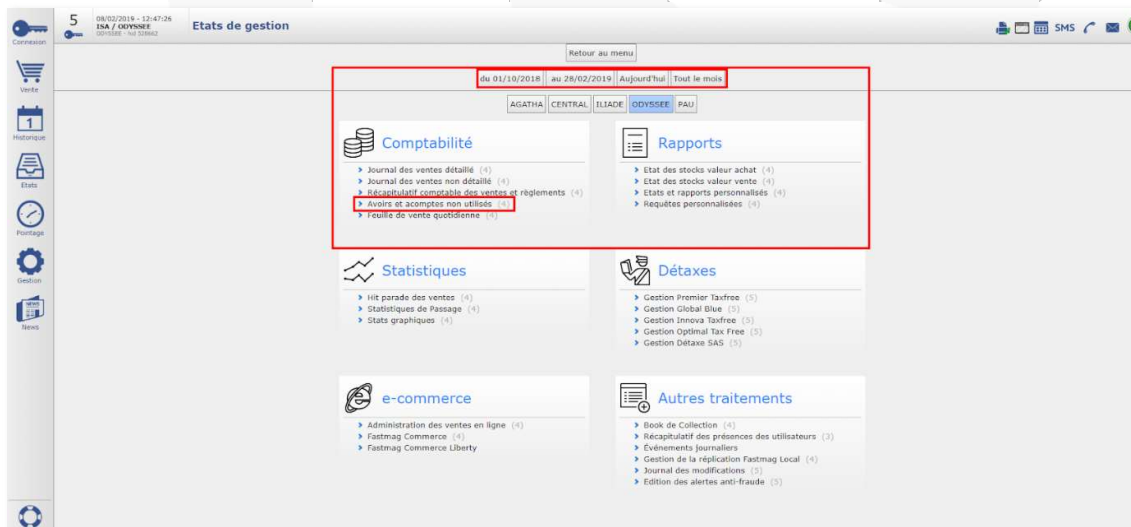 5
08/02/2019 - 12:47:26
ISA / ODYSSEE
Etats de gestion
SMS
Connexion
Vente
1
Historique
Etats
Pointage
Gestion
NEWS
News
Retour au menu
du 01/10/2018 au 28/02/2019 Aujourd'hui Tout le mois
AGATHA CENTRAL ILIADE ODYSSEE PAU
Comptabilité
Journal des ventes détaillé (4)
Journal des ventes non détaillé (4)
Récapitulatif comptable des ventes et règlements (4)
Avoirs et acomptes non utilisés (4)
Feuille de vente quotidienne (4)
Rapports
Etat des stocks valeur achat (4)
Etat des stocks valeur vente (4)
Etats et rapports personnalisés (4)
Requêtes personnalisées (4)
Statistiques
Hit parade des ventes (4)
Statistiques de Passage (4)
Stats graphiques (4)
Détaxes
Gestion Premier Taxfree (5)
Gestion Global Blue (5)
Gestion Innova Taxfree (5)
Gestion Optimal Tax Free (5)
Gestion Détaxe SAS (5)
e-commerce
Administration des ventes en ligne (4)
Fastmag Commerce (4)
Fastmag Commerce Liberty
Autres traitements
Book de Collection (4)
Récapitulatif des présences des utilisateurs (3)
Événements journaliers
Gestion de la réplication Fastmag Local (4)
Journal des modifications (5)
Edition des alertes anti-fraude (5)